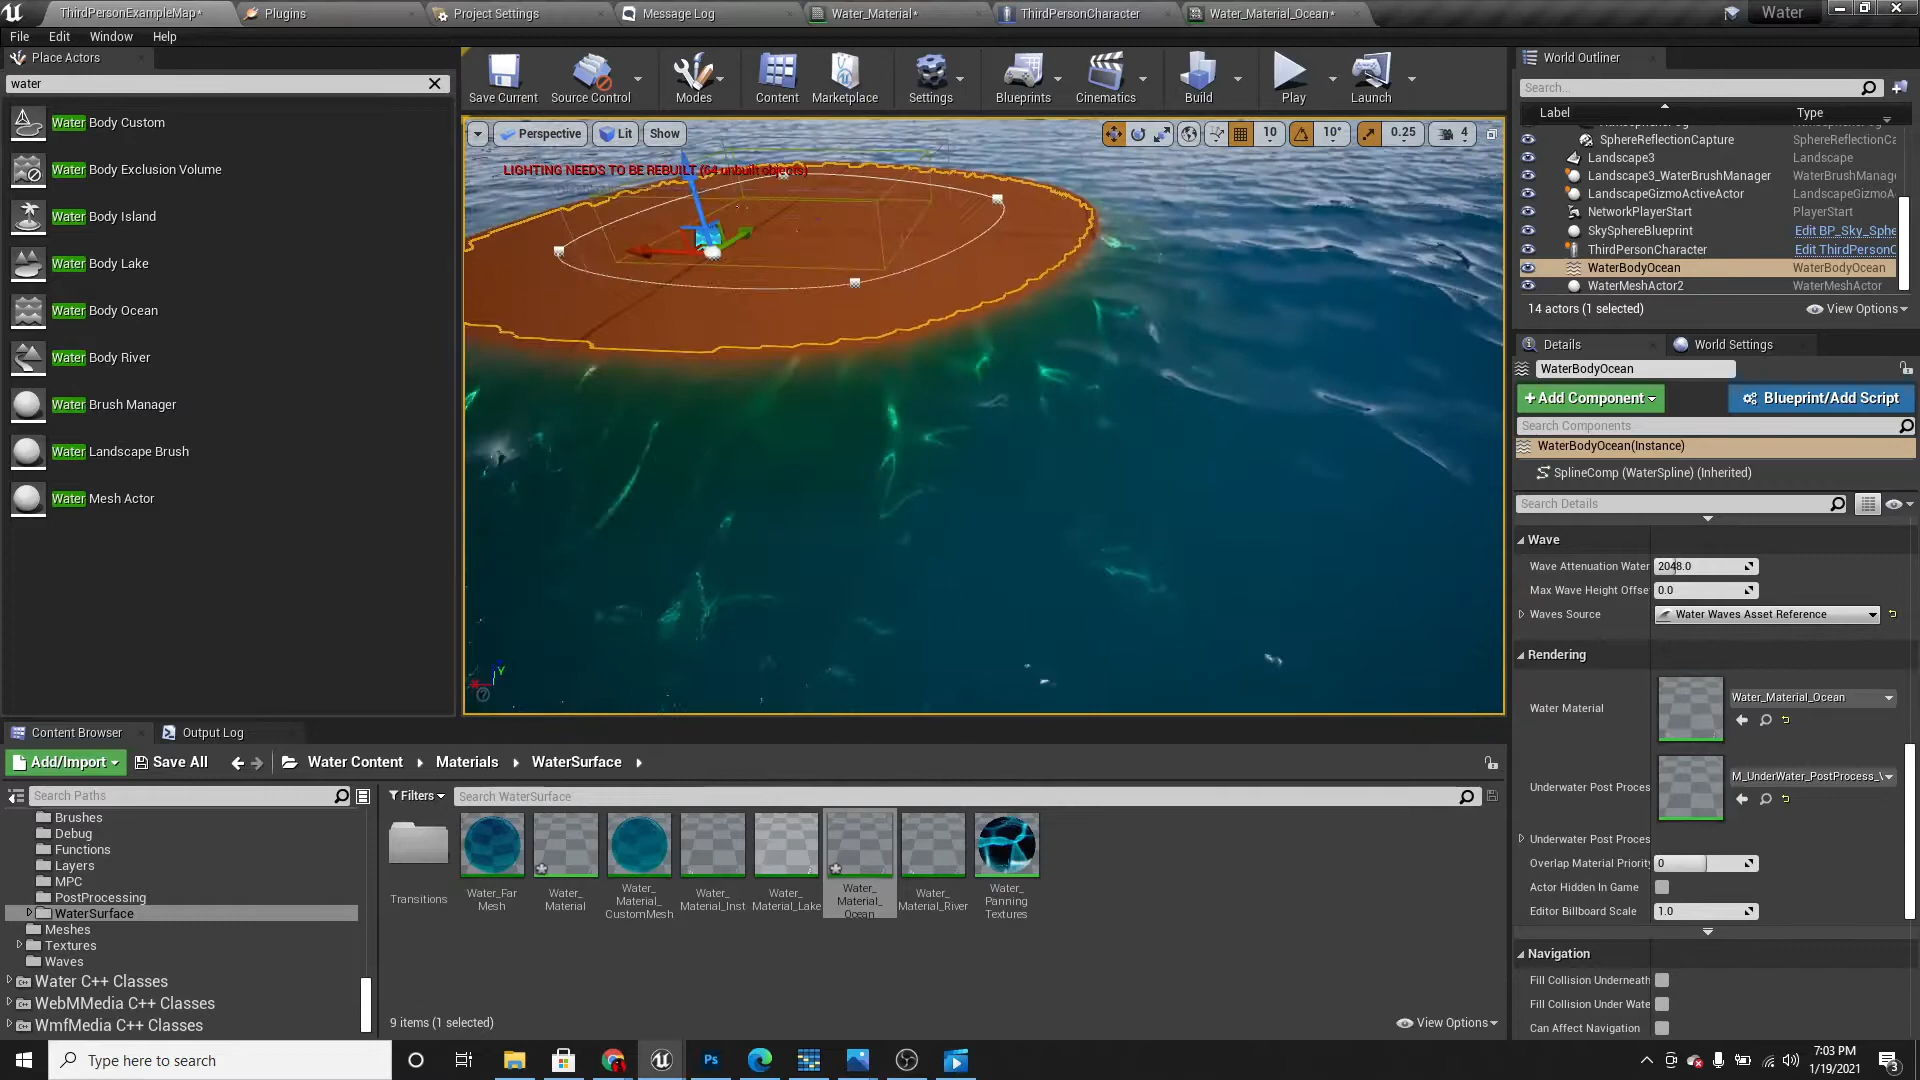 ThirdPersonExampleMap*
Plugins
Project Settings
Message Log
Water_Material*
ThirdPersonCharacter
Water_Material_Ocean*
Water
File
Edit
Window
Help
Place Actors
water
Water Body Custom
Water Body Exclusion Volume
Water Body Island
Water Body Lake
Water Body Ocean
Water Body River
Water Brush Manager
Water Landscape Brush
Water Mesh Actor
Save Current
Source Control
Modes
Content
Marketplace
Settings
Blueprints
Cinematics
Build
Play
Launch
Perspective
Lit
Show
10
10°
0.25
4
LIGHTING NEEDS TO BE REBUILT (64 unbuilt objects)
Y
World Outliner
Search...
Label
Type
SphereReflectionCapture
SphereReflectionCa
Landscape3
Landscape
Landscape3_WaterBrushManager
WaterBrushManage
LandscapeGizmoActiveActor
LandscapeGizmoA
NetworkPlayerStart
PlayerStart
SkySphereBlueprint
Edit BP_Sky_Sphe
ThirdPersonCharacter
Edit ThirdPersonC
WaterBodyOcean
WaterBodyOcean
WaterMeshActor2
WaterMeshActor
14 actors (1 selected)
View Options
Details
World Settings
WaterBodyOcean
+Add Component
Blueprint/Add Script
Search Components
WaterBodyOcean(Instance)
SplineComp (WaterSpline) (Inherited)
Search Details
Wave
Wave Attenuation Water
2048.0
Max Wave Height Offse
0.0
Waves Source
Water Waves Asset Reference
Rendering
Water Material
Water_Material_Ocean
Underwater Post Proces
M_UnderWater_PostProcess_V
Underwater Post Proces
Overlap Material Priority
0
Actor Hidden In Game
Editor Billboard Scale
1.0
Navigation
Fill Collision Underneath
Fill Collision Under Wate
Can Affect Navigation
Content Browser
Output Log
Add/Import
Save All
Water Content
Materials
WaterSurface
Search Paths
Filters
Search WaterSurface
Brushes
Debug
Functions
Layers
MPC
PostProcessing
WaterSurface
Meshes
Textures
Waves
Water C++ Classes
WebMMedia C++ Classes
WmfMedia C++ Classes
Transitions
Water_Far
Mesh
Water_
Material
Water_
Material_
CustomMesh
Water_
Material_Inst
Water_
Material_Lake
Water_
Material_
Ocean
Water_
Material_River
Water_
Panning
Textures
9 items (1 selected)
View Options
Type here to search
Ps
7:03 PM
1/19/2021
3